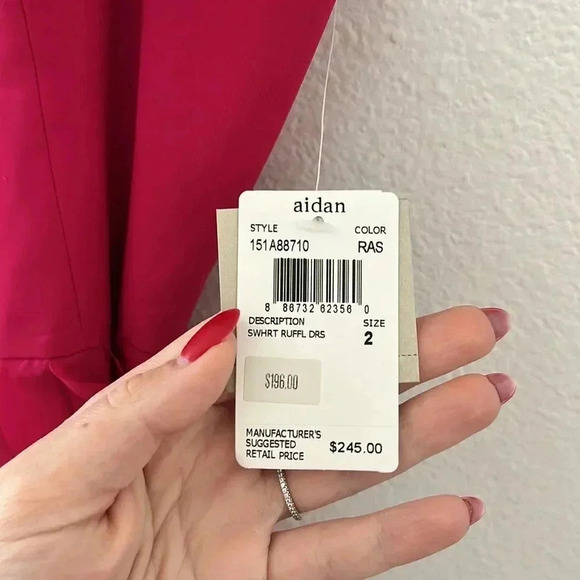 aidan
STYLE COLOR
151A88710 RAS
8 86732 62356 0
DESCRIPTION SIZE
SWHRT RUFFL DRS 2
$196.00
MANUFACTURER'S
SUGGESTED
RETAIL PRICE $245.00